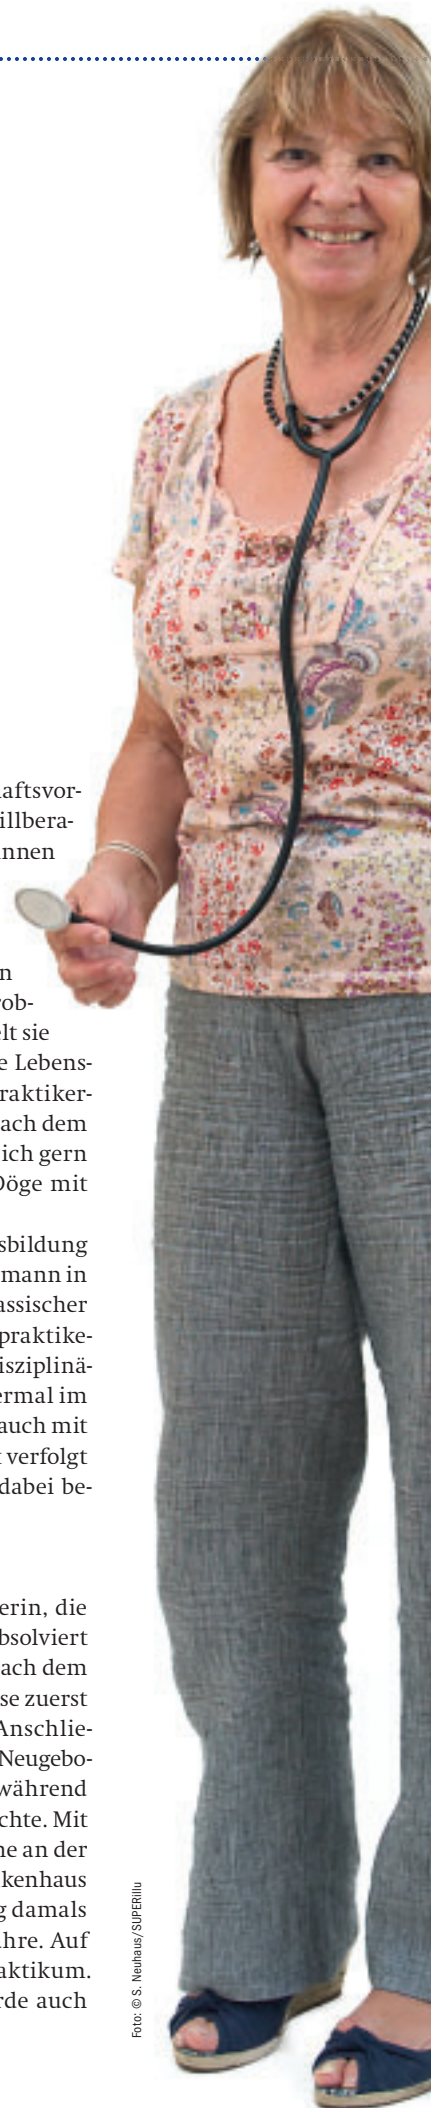 aftsvor-
illbera-
nnen
n
rob-
lt sie
e Lebens-
raktiker-
ach dem
ich gern
Döge mit
sbildung
mann in
assischer
praktike-
isziplinä-
ermal im
auch mit
t verfolgt
dabei be-
erin, die
bsolviert
ach dem
se zuerst
Anschlie-
Neugebo-
während
chte. Mit
ne an der
kenhaus
g damals
hre. Auf
aktikum.
rde auch
Foto: © S. Neuhaus/SUPERillu